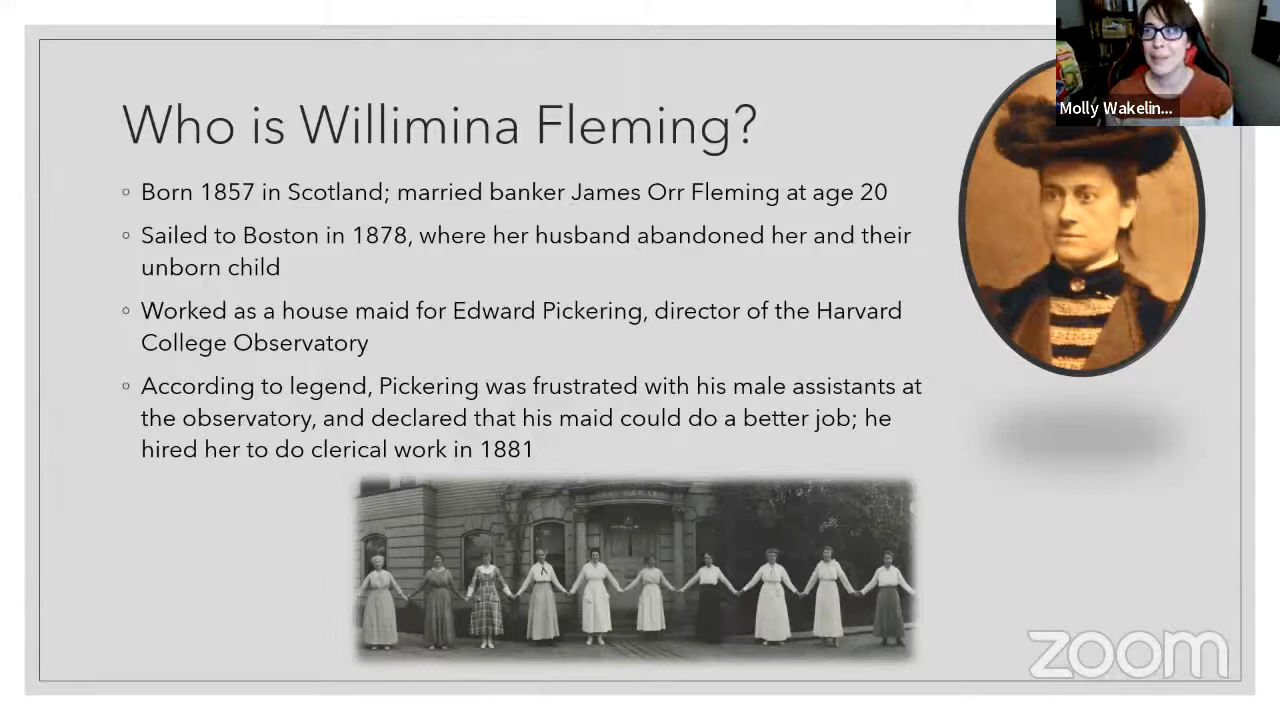 Who is Willimina Fleming?
Molly Wakelin...
◦ Born 1857 in Scotland; married banker James Orr Fleming at age 20
◦ Sailed to Boston in 1878, where her husband abandoned her and their
unborn child
◦ Worked as a house maid for Edward Pickering, director of the Harvard
College Observatory
◦ According to legend, Pickering was frustrated with his male assistants at
the observatory, and declared that his maid could do a better job; he
hired her to do clerical work in 1881
zoom